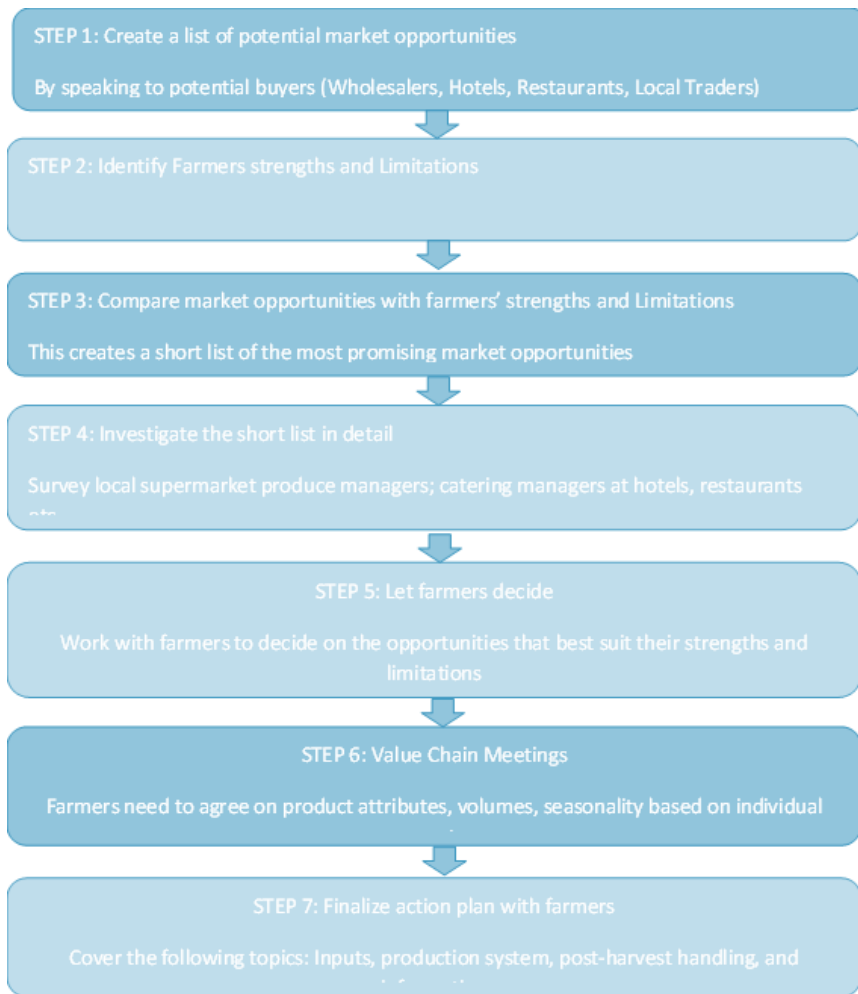 STEP 1: Create a list of potential market opportunities
By speaking to potential buyers (Wholesalers, Hotels, Restaurants, Local Traders)
STEP 2: Identify Farmers strengths and Limitations
STEP 3: Compare market opportunities with farmers’ strengths and Limitations
This creates a short list of the most promising market opportunities
STEP 4: Investigate the short list in detail
Survey local supermarket produce managers; catering managers at hotels, restaurants
STEP 5: Let farmers decide
Work with farmers to decide on the opportunities that best suit their strengths and
limitations
STEP 6: Value Chain Meetings
Farmers need to agree on product attributes, volumes, seasonality based on individual
STEP 7: Finalize action plan with farmers
Cover the following topics: Inputs, production system, post-harvest handling, and